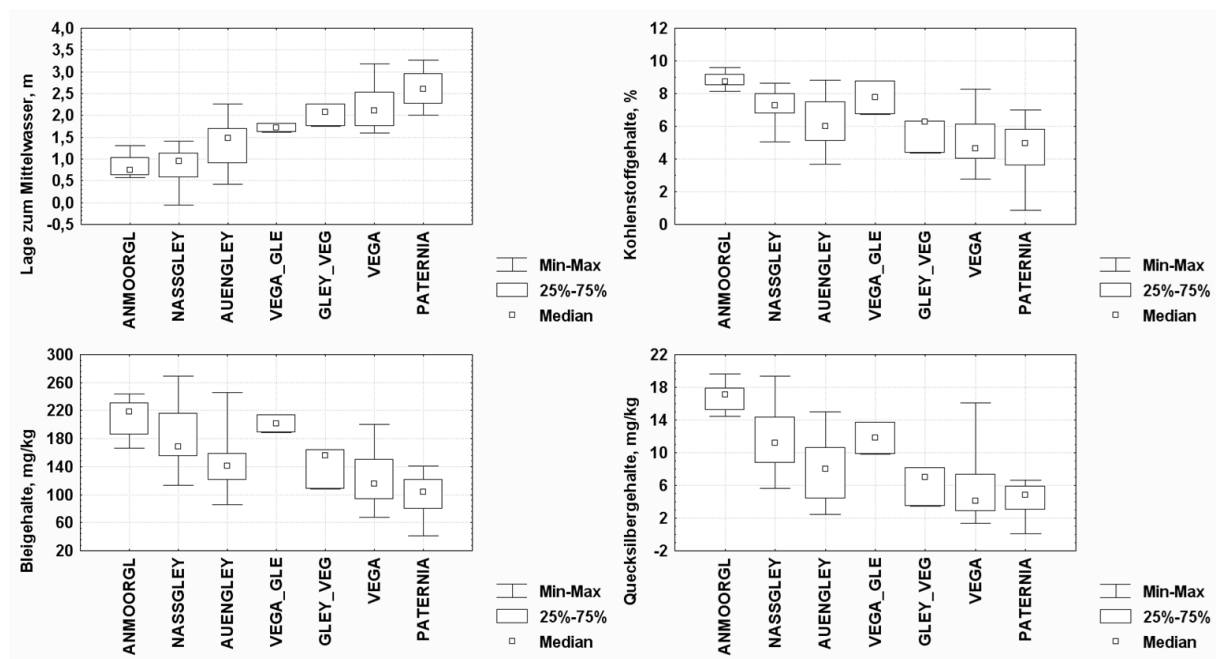 Lage zum Mittelwasser, m
4,0
3,5
3,0
2,5
2,0
1,5
1,0
0,5
0,0
-0,5
ANMOORGL
NASSGLEY
AUENGLEY
VEGA_GLE
GLEY_VEG
VEGA
PATERNIA
Min-Max
25%-75%
Median
Kohlenstoffgehalte, %
12
10
8
6
4
2
0
ANMOORGL
NASSGLEY
AUENGLEY
VEGA_GLE
GLEY_VEG
VEGA
PATERNIA
Min-Max
25%-75%
Median
Bleigehalte, mg/kg
300
260
220
180
140
100
60
20
ANMOORGL
NASSGLEY
AUENGLEY
VEGA_GLE
GLEY_VEG
VEGA
PATERNIA
Min-Max
25%-75%
Median
Quecksilbergehalte, mg/kg
22
18
14
10
6
2
-2
ANMOORGL
NASSGLEY
AUENGLEY
VEGA_GLE
GLEY_VEG
VEGA
PATERNIA
Min-Max
25%-75%
Median